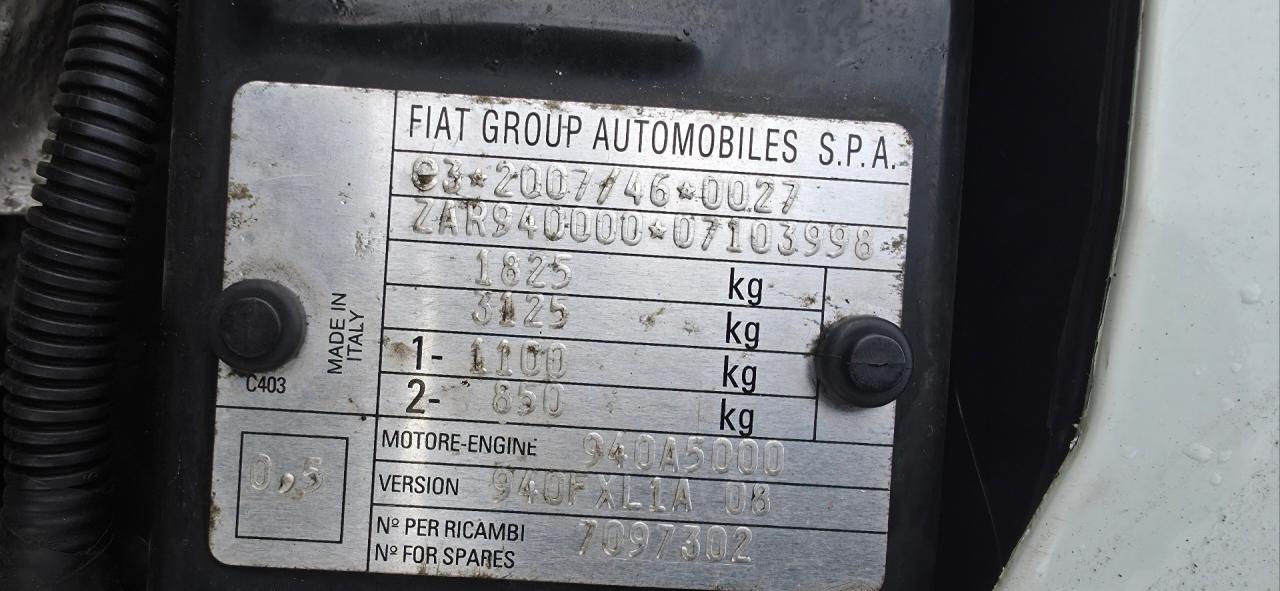 FIAT GROUP AUTOMOBILES S.P.A.
e3*2007/46*0027
ZAR940000*07103998
1825 kg
3125 kg
1- 1100 kg
2- 850 kg
MADE IN
ITALY
C403
0,5
MOTORE-ENGINE 940A5000
VERSION 940FXL1A 08
Nº PER RICAMBI
Nº FOR SPARES 7097302